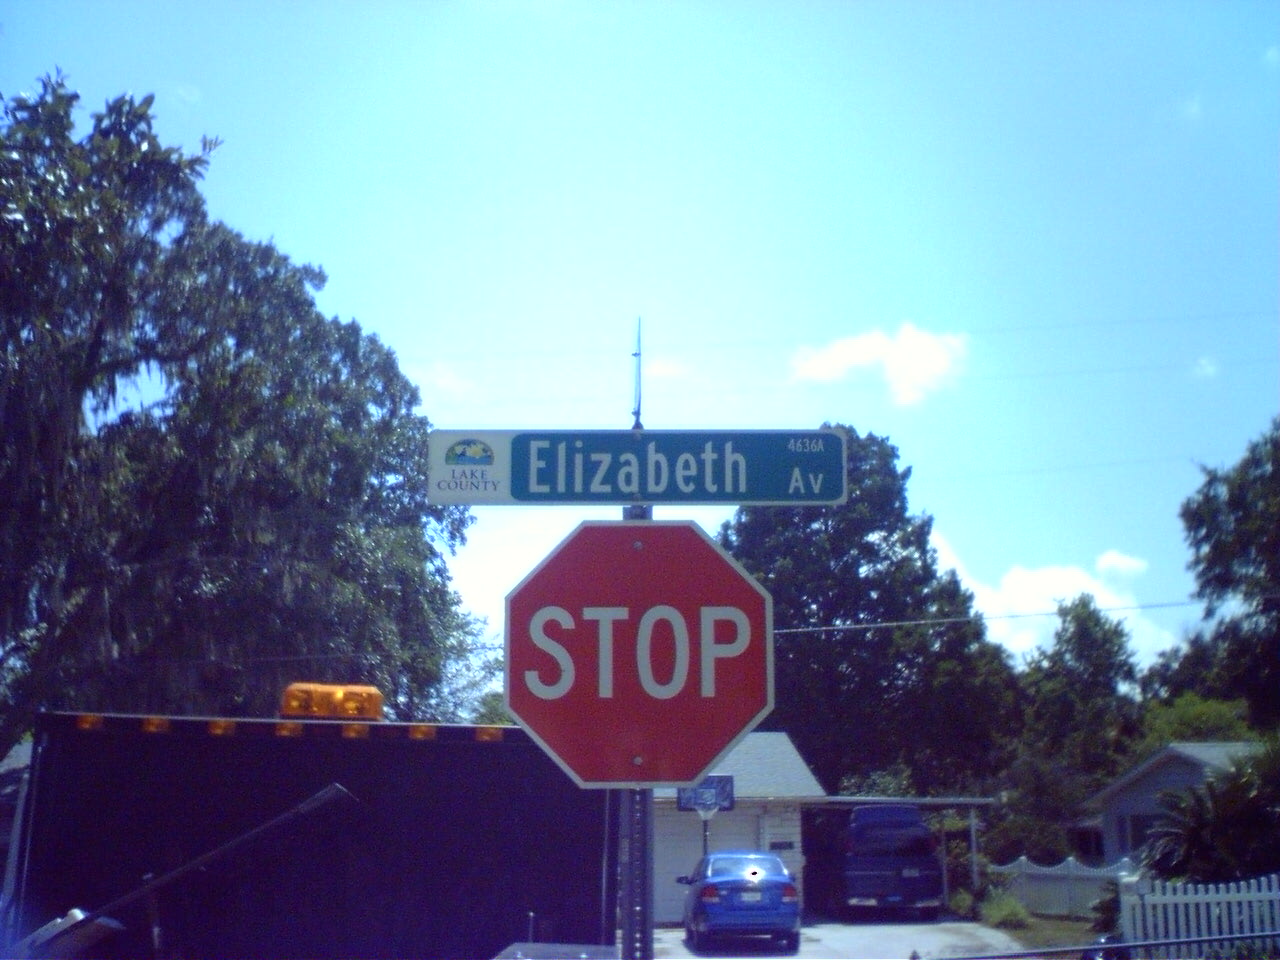 LAKE
COUNTY
Elizabeth
4636A
Av
STOP